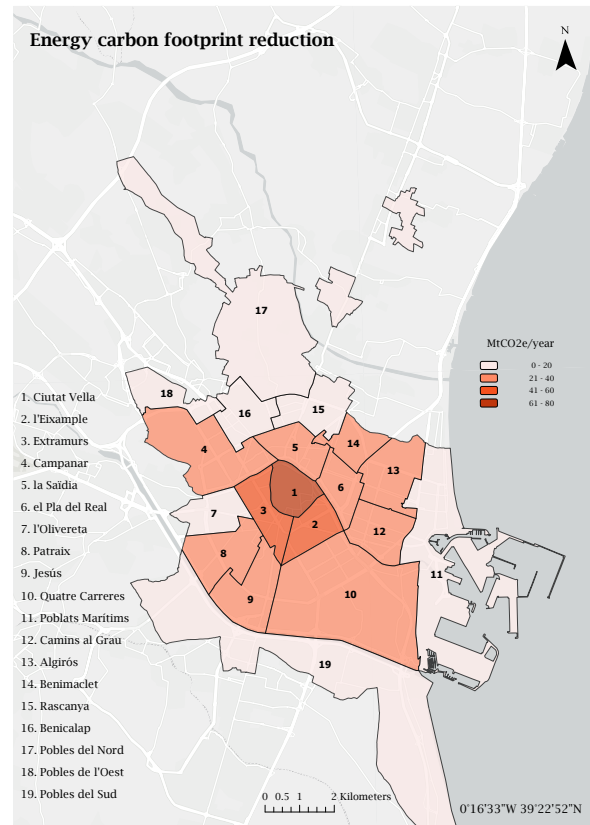 Energy carbon footprint reduction
N
MtCO2e/year
0 - 20
21 - 40
41 - 60
61 - 80
1. Ciutat Vella
2. l'Eixample
3. Extramurs
4. Campanar
5. la Saïdia
6. el Pla del Real
7. l'Olivereta
8. Patraix
9. Jesús
10. Quatre Carreres
11. Poblats Marítims
12. Camins al Grau
13. Algirós
14. Benimaclet
15. Rascanya
16. Benicalap
17. Pobles del Nord
18. Pobles de l'Oest
19. Pobles del Sud
17
18
16
15
14
4
5
13
6
1
3
2
7
12
8
11
9
10
19
0 0.5 1 2 Kilometers
0'16'33"W 39'22'52"N